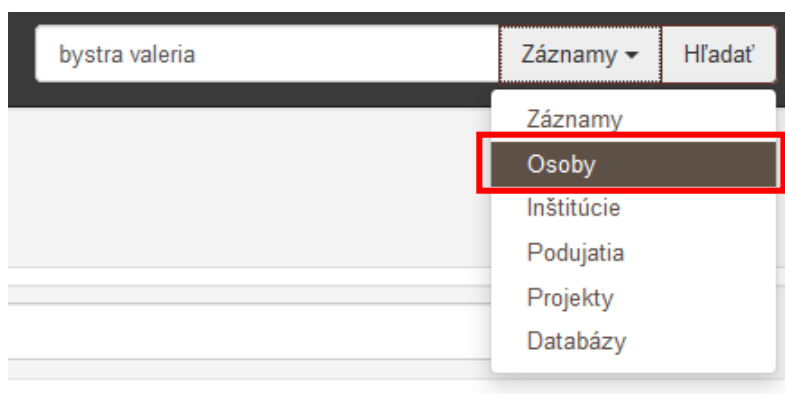 bystra valeria Záznamy Hľadať
Záznamy
Osoby
Inštitúcie
Podujatia
Projekty
Databázy